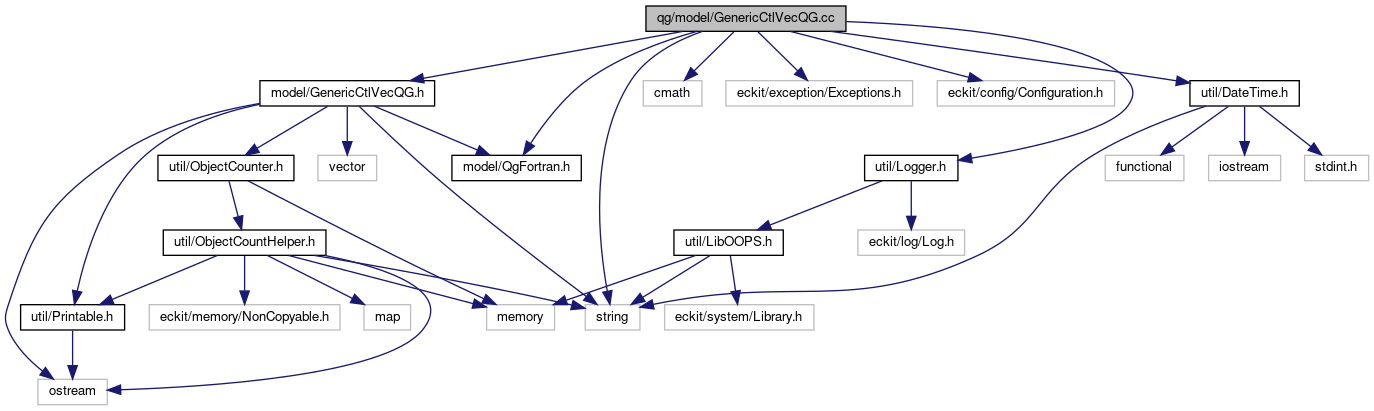 qg/model/GenericCtlVecQG.cc
model/GenericCtlVecQG.h
cmath
eckit/exception/Exceptions.h
eckit/config/Configuration.h
util/DateTime.h
util/ObjectCounter.h
vector
model/QgFortran.h
util/Logger.h
functional
iostream
stdint.h
util/ObjectCountHelper.h
util/LibOOPS.h
eckit/log/Log.h
util/Printable.h
eckit/memory/NonCopyable.h
map
memory
string
eckit/system/Library.h
ostream